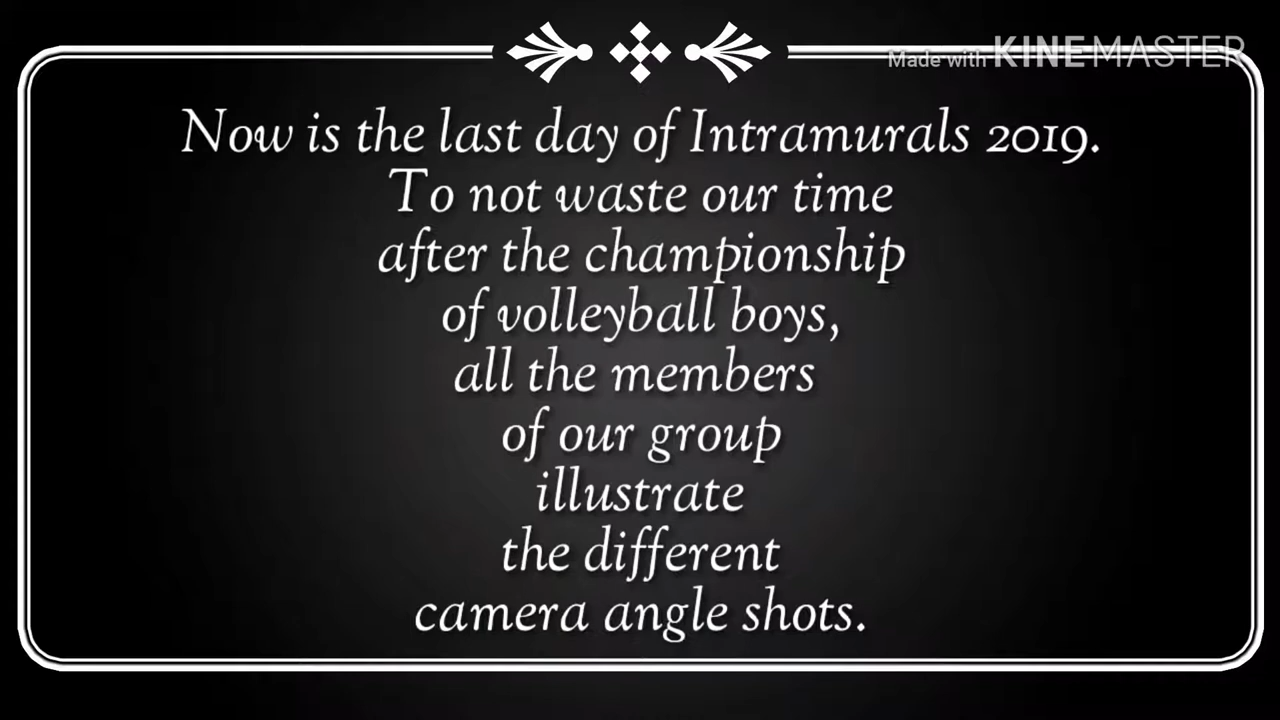 Made with KINEMASTER
Now is the last day of Intramurals 2019.
To not waste our time
after the championship
of volleyball boys,
all the members
of our group
illustrate
the different
camera angle shots.